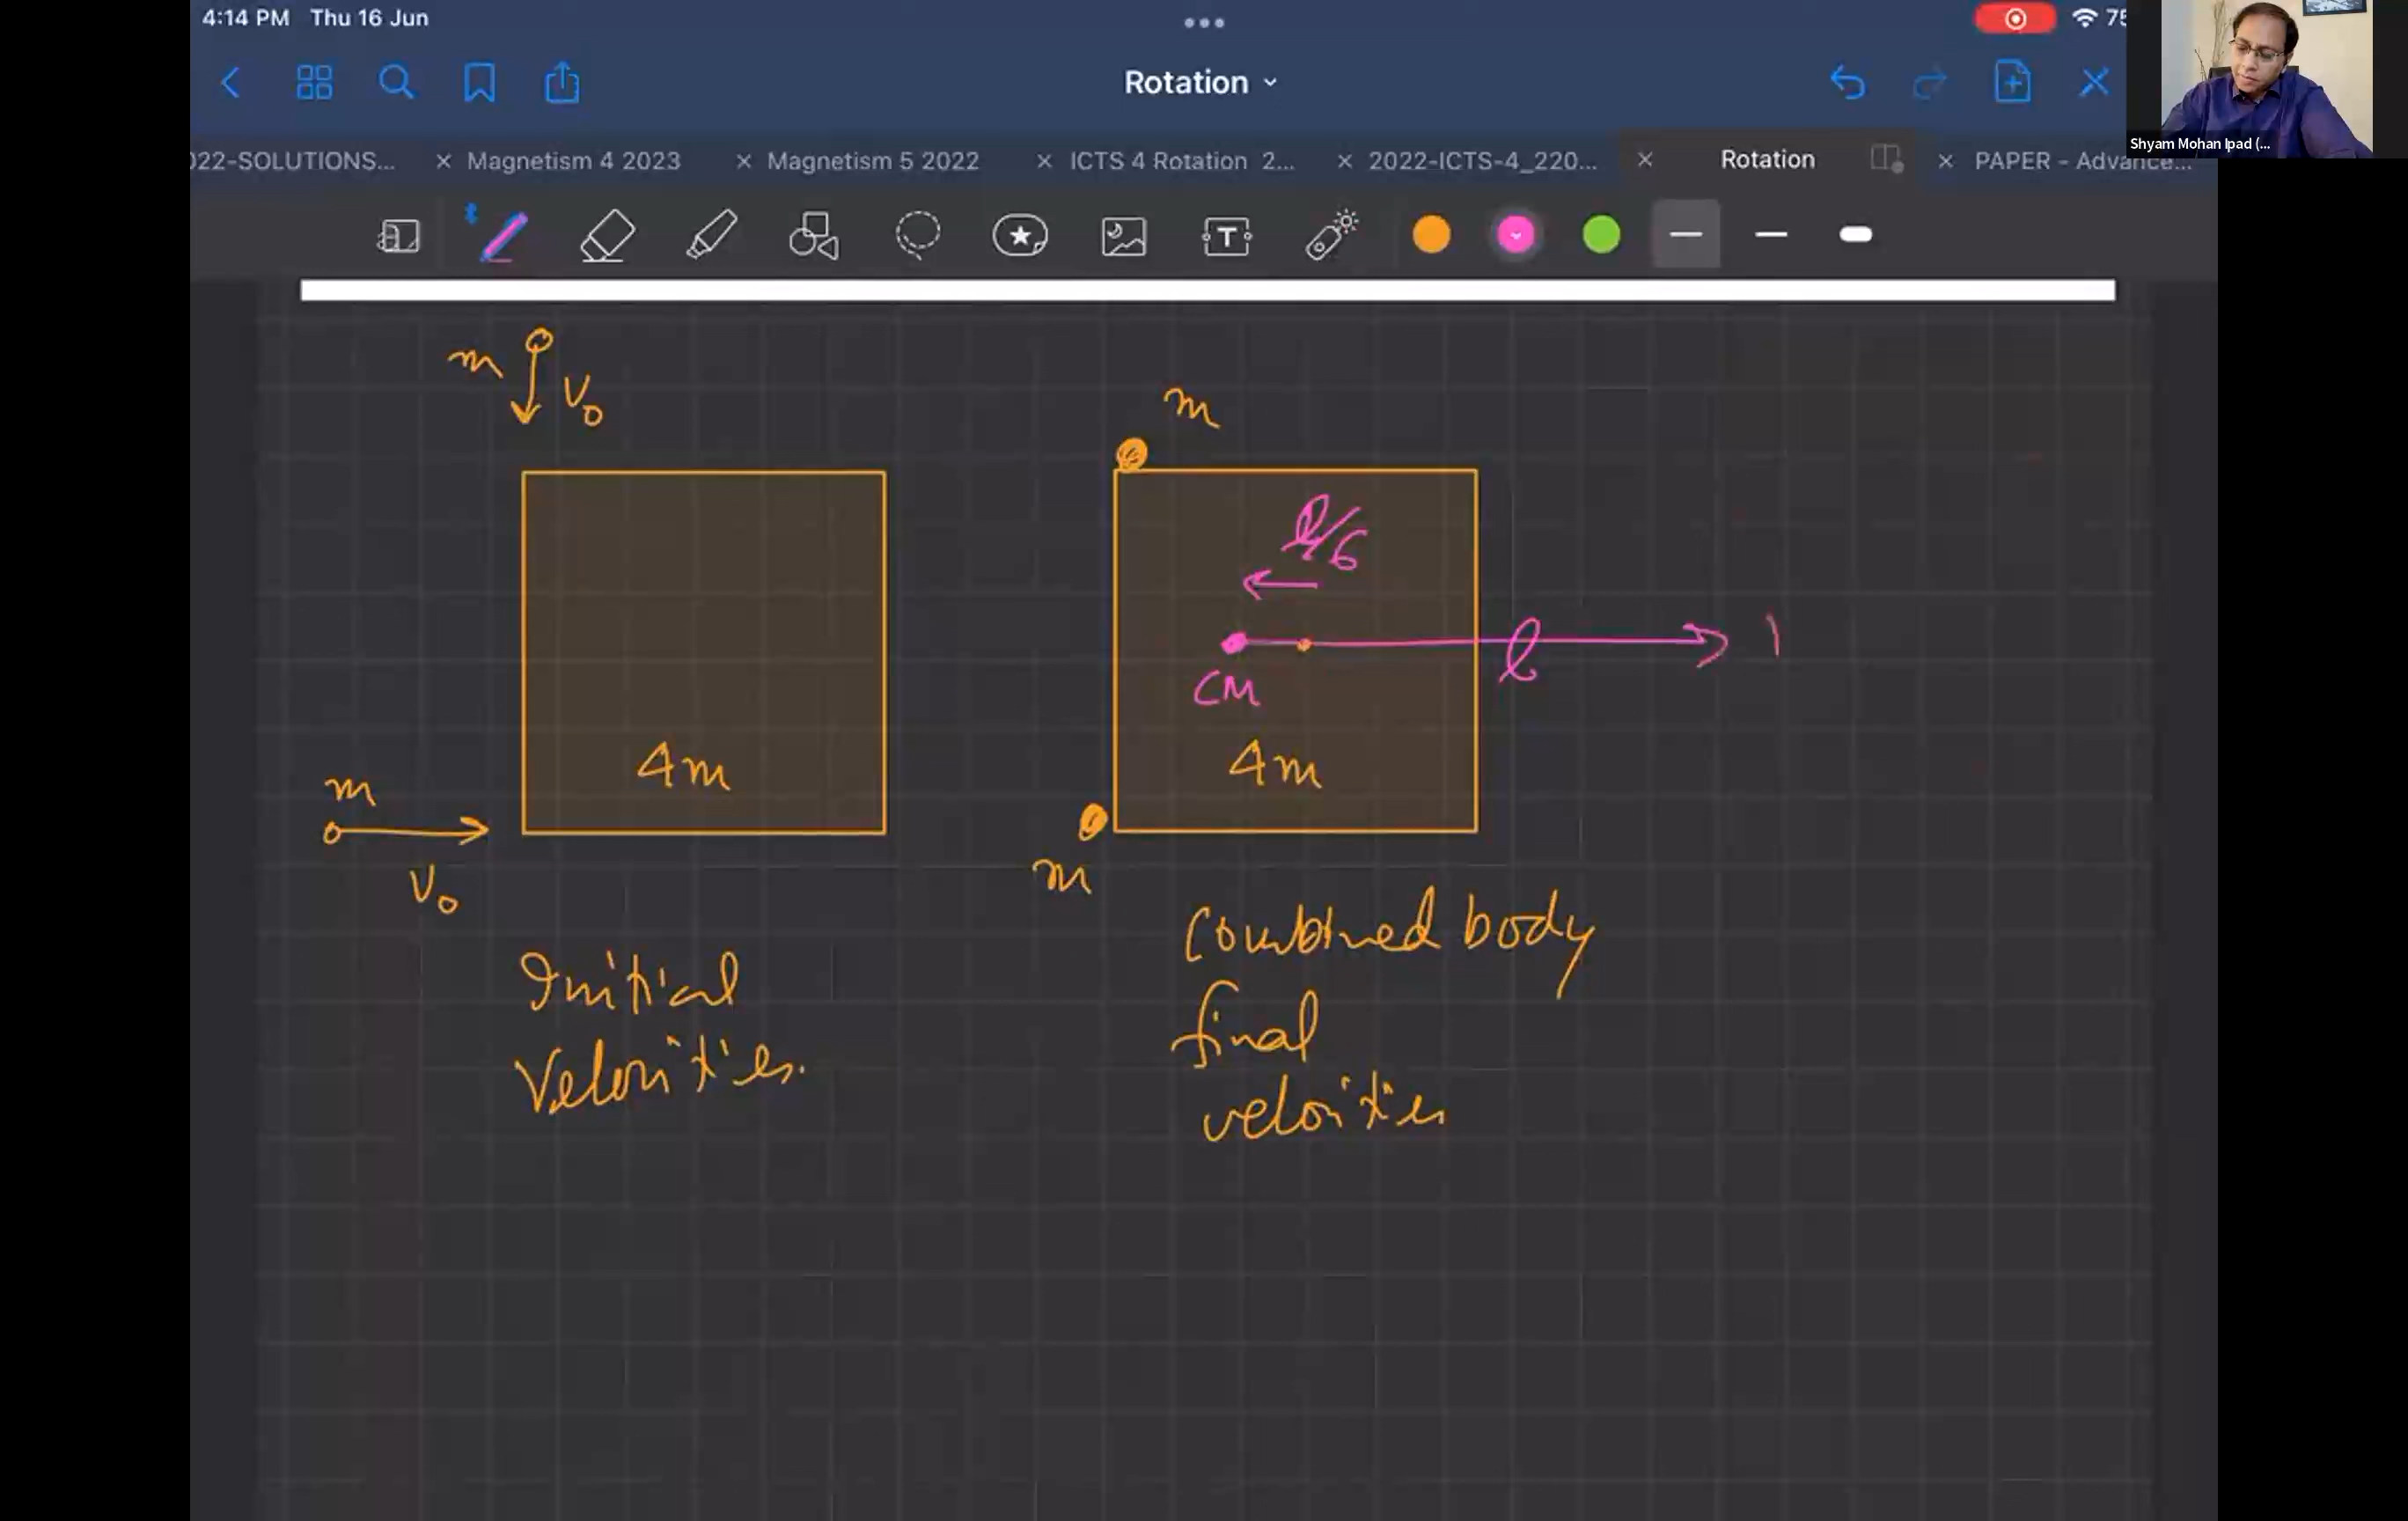 4:14 PM Thu 16 Jun
Rotation
022-SOLUTIONS...
Magnetism 4 2023
Magnetism 5 2022
ICTS 4 Rotation 2...
2022-ICTS-4_220...
Rotation
PAPER - Advance...
Shyam Mohan Ipad (...
T
m
V₀
m
l/6
l
CM
4m
4m
m
V₀
m
Initial
Velocities.
Combined body
final
velocities